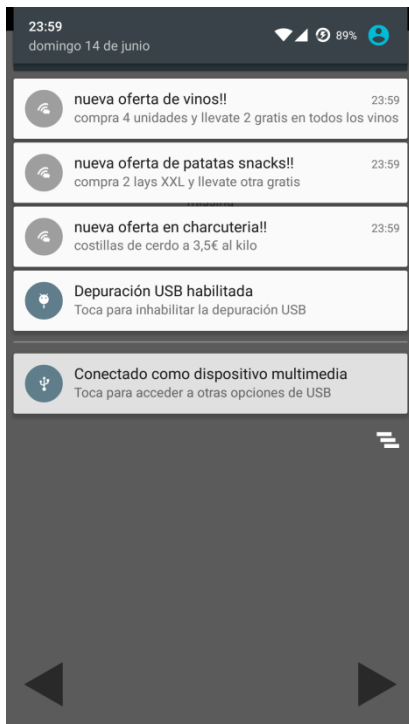 23:59
89%
domingo 14 de junio
nueva oferta de vinos!! 23:59
compra 4 unidades y llevate 2 gratis en todos los vinos
nueva oferta de patatas snacks!! 23:59
compra 2 lays XXL y llevate otra gratis
nueva oferta en charcuteria!! 23:59
costillas de cerdo a 3,5€ al kilo
Depuración USB habilitada
Toca para inhabilitar la depuración USB
Conectado como dispositivo multimedia
Toca para acceder a otras opciones de USB